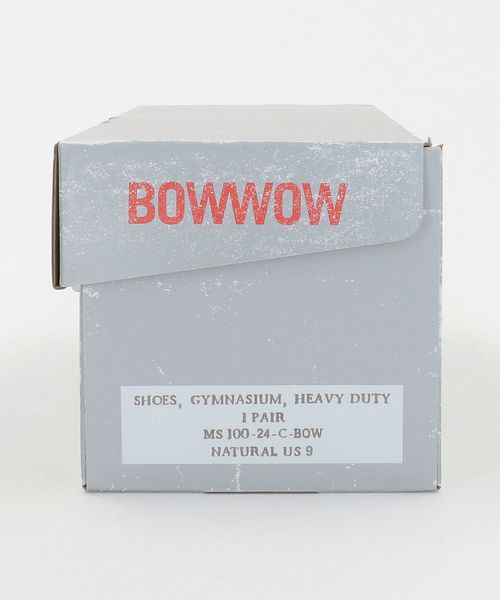 BOWWOW
SHOES, GYMNASIUM, HEAVY DUTY
1 PAIR
MS 100-24-C-BOW
NATURAL US 9